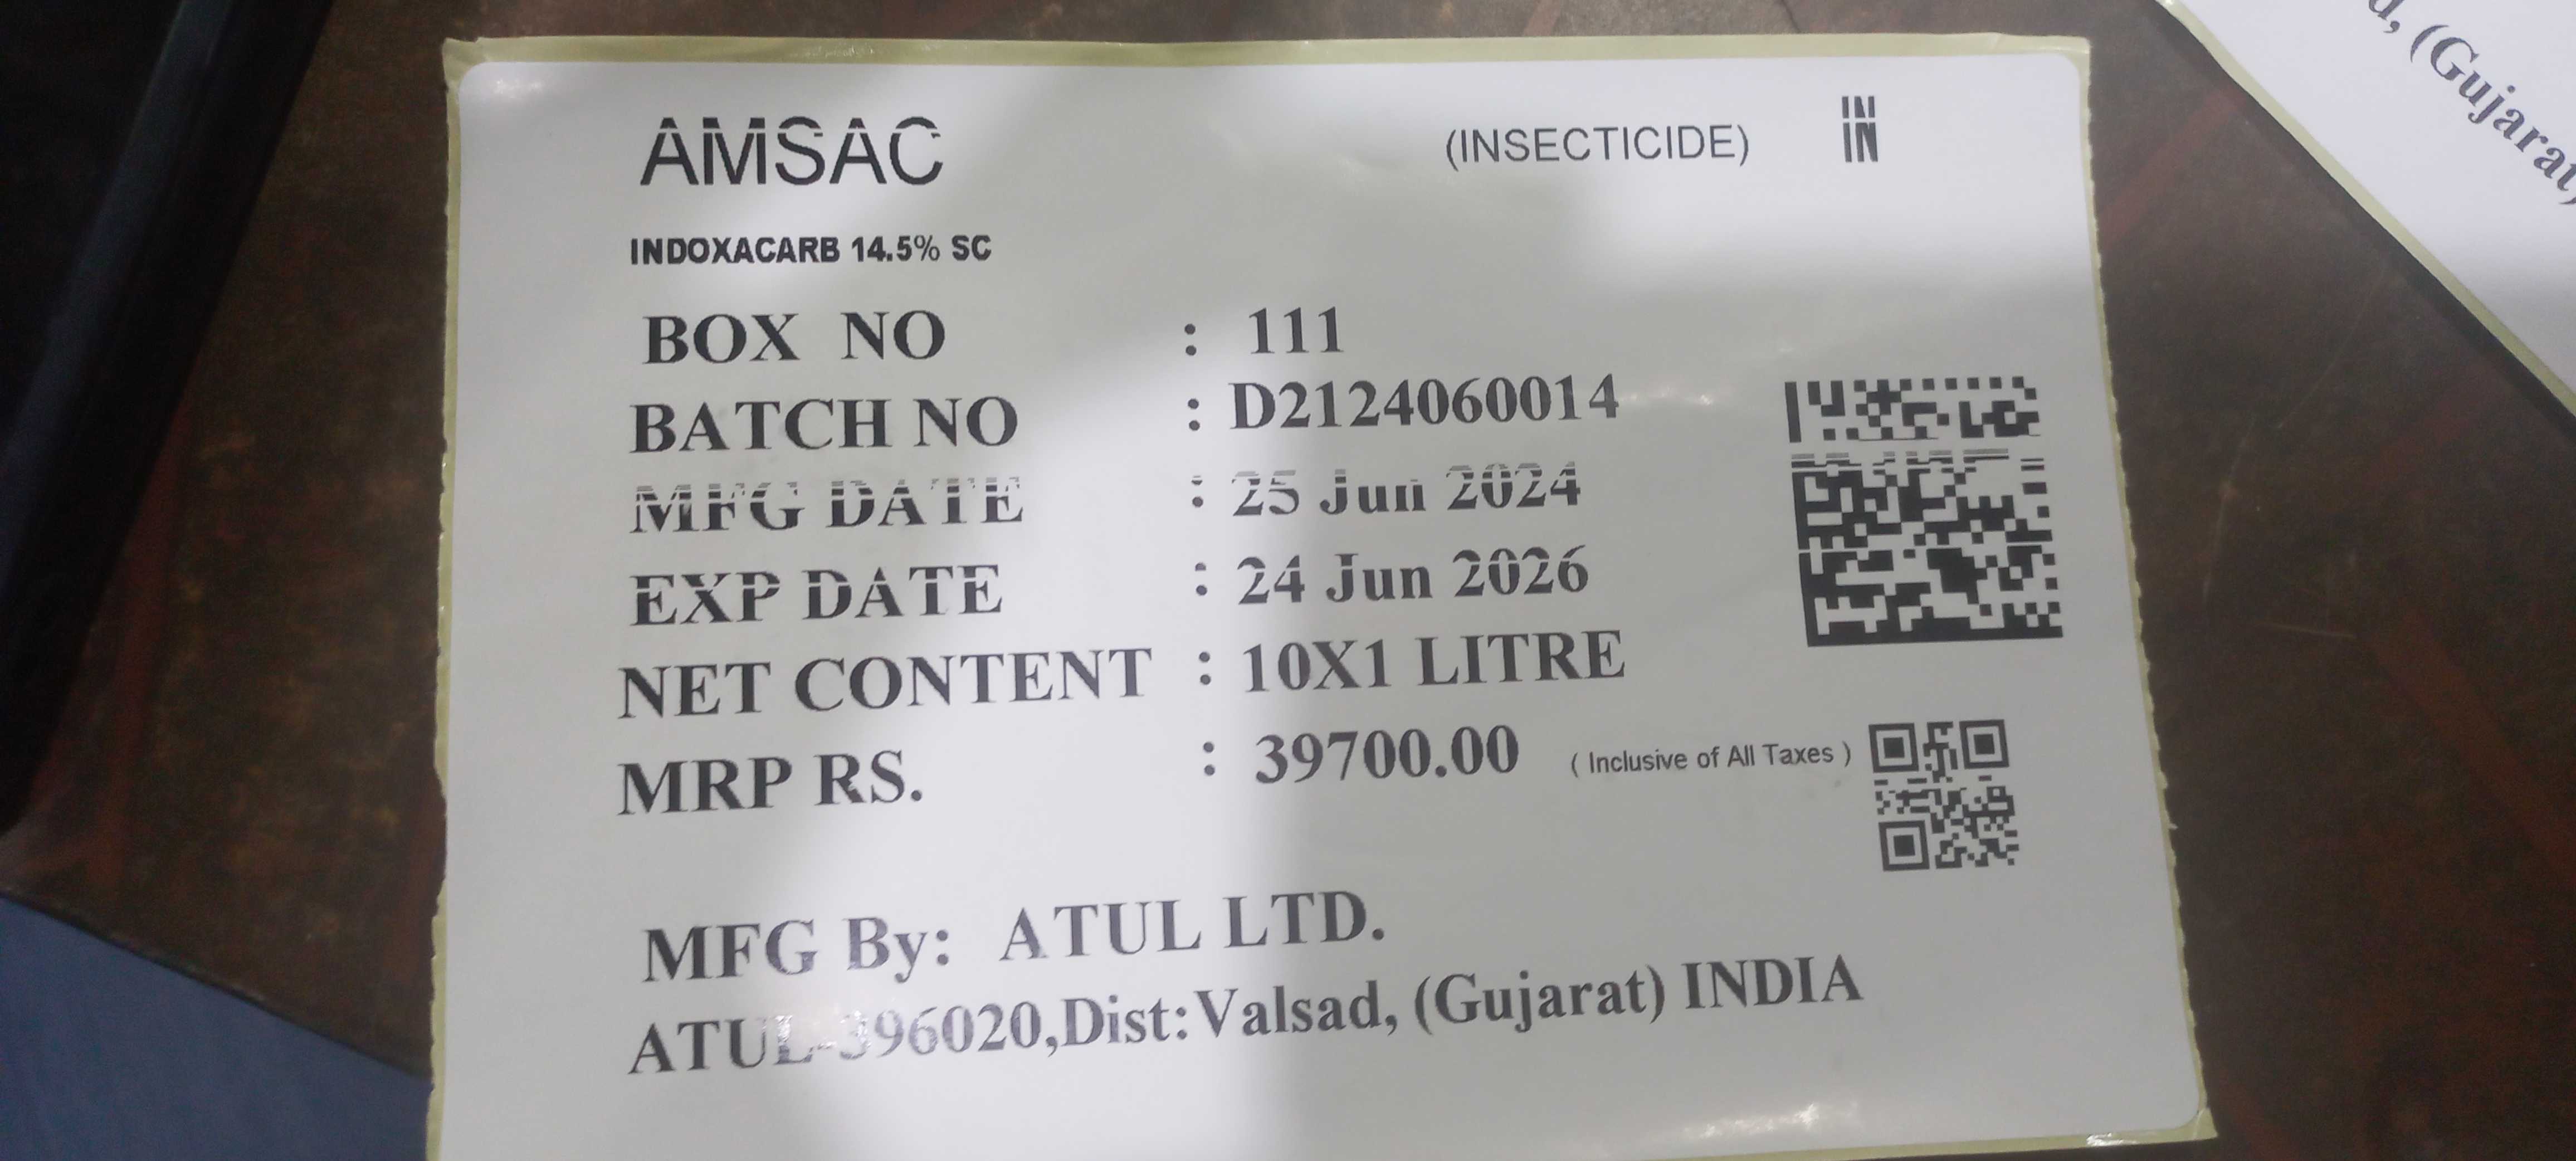 AMSAC (INSECTICIDE) IN
IN
INDOXACARB 14.5% SC
BOX NO : 111
BATCH NO : D2124060014
MFG DATE : 25 Jun 2024
EXP DATE : 24 Jun 2026
NET CONTENT : 10X1 LITRE
MRP RS. : 39700.00 ( Inclusive of All Taxes )
MFG By: ATUL LTD.
ATUL-396020,Dist:Valsad, (Gujarat) INDIA
d, (Gujarat)